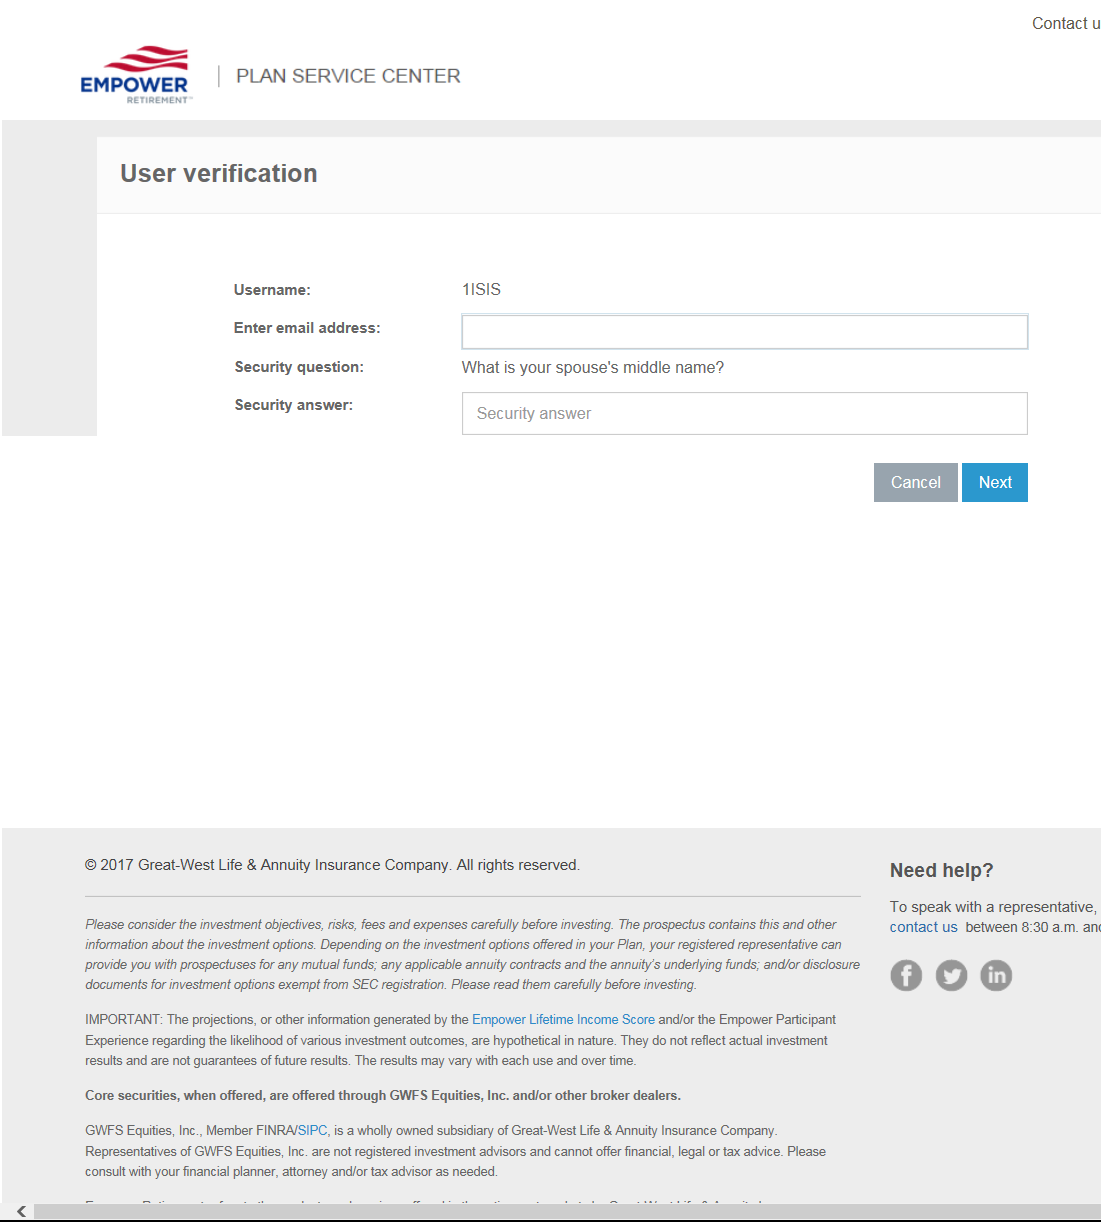 Contact u
EMPOWER
RETIREMENT™
PLAN SERVICE CENTER
User verification
Username: 1ISIS
Enter email address:
Security question: What is your spouse's middle name?
Security answer: Security answer
Cancel Next
© 2017 Great-West Life & Annuity Insurance Company. All rights reserved.
Please consider the investment objectives, risks, fees and expenses carefully before investing. The prospectus contains this and other
information about the investment options. Depending on the investment options offered in your Plan, your registered representative can
provide you with prospectuses for any mutual funds; any applicable annuity contracts and the annuity's underlying funds; and/or disclosure
documents for investment options exempt from SEC registration. Please read them carefully before investing.
IMPORTANT: The projections, or other information generated by the Empower Lifetime Income Score and/or the Empower Participant
Experience regarding the likelihood of various investment outcomes, are hypothetical in nature. They do not reflect actual investment
results and are not guarantees of future results. The results may vary with each use and over time.
Core securities, when offered, are offered through GWFS Equities, Inc. and/or other broker dealers.
GWFS Equities, Inc., Member FINRA/SIPC, is a wholly owned subsidiary of Great-West Life & Annuity Insurance Company.
Representatives of GWFS Equities, Inc. are not registered investment advisors and cannot offer financial, legal or tax advice. Please
consult with your financial planner, attorney and/or tax advisor as needed.
Need help?
To speak with a representative,
contact us between 8:30 a.m. and